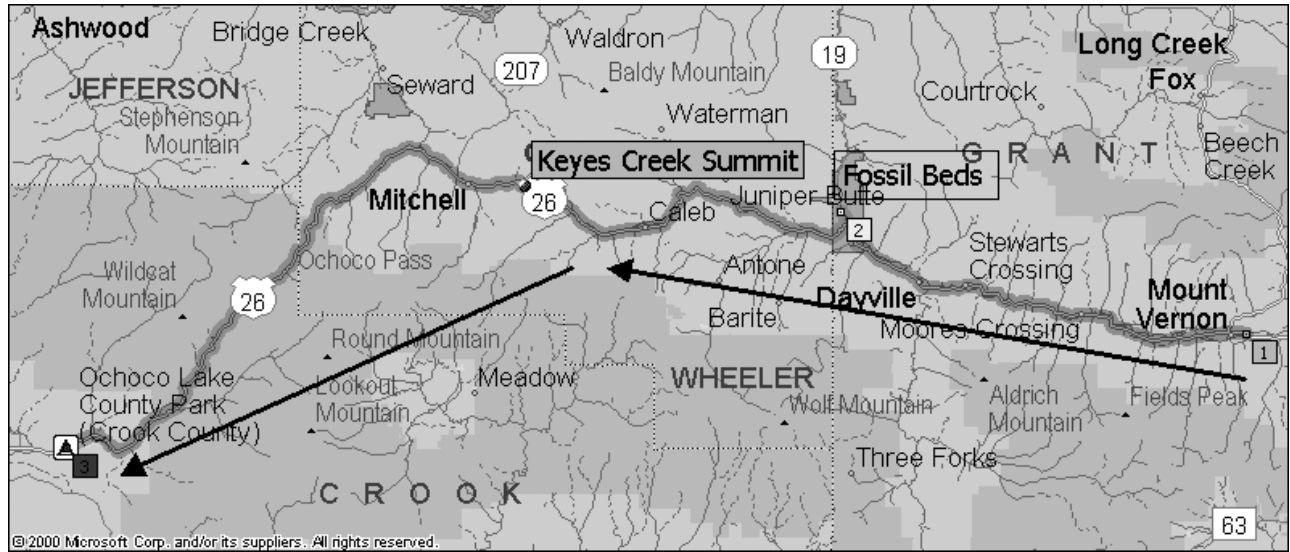 Ashwood
Bridge Creek
Waldron
19
Long Creek
Fox
207
JEFFERSON
Seward
Baldy Mountain
Courtrock
Stephenson
Mountain
Waterman
Beech
Creek
Keyes Creek Summit
GRANT
Fossil Beds
Mitchell
26
Juniper Butte
Caleb
2
Stewarts
Crossing
Wildcat
Mountain
Ochoco Pass
Antone
Mount
Vernon
26
Dayville
Barite
Moores Crossing
Round Mountain
1
Ochoco Lake
County Park
(Crook County)
Lookout
Mountain
Meadow
WHEELER
Wolf Mountain
Aldrich
Mountain
Fields Peak
3
Three Forks
CROOK
63
© 2000 Microsoft Corp. and/or its suppliers. All rights reserved.